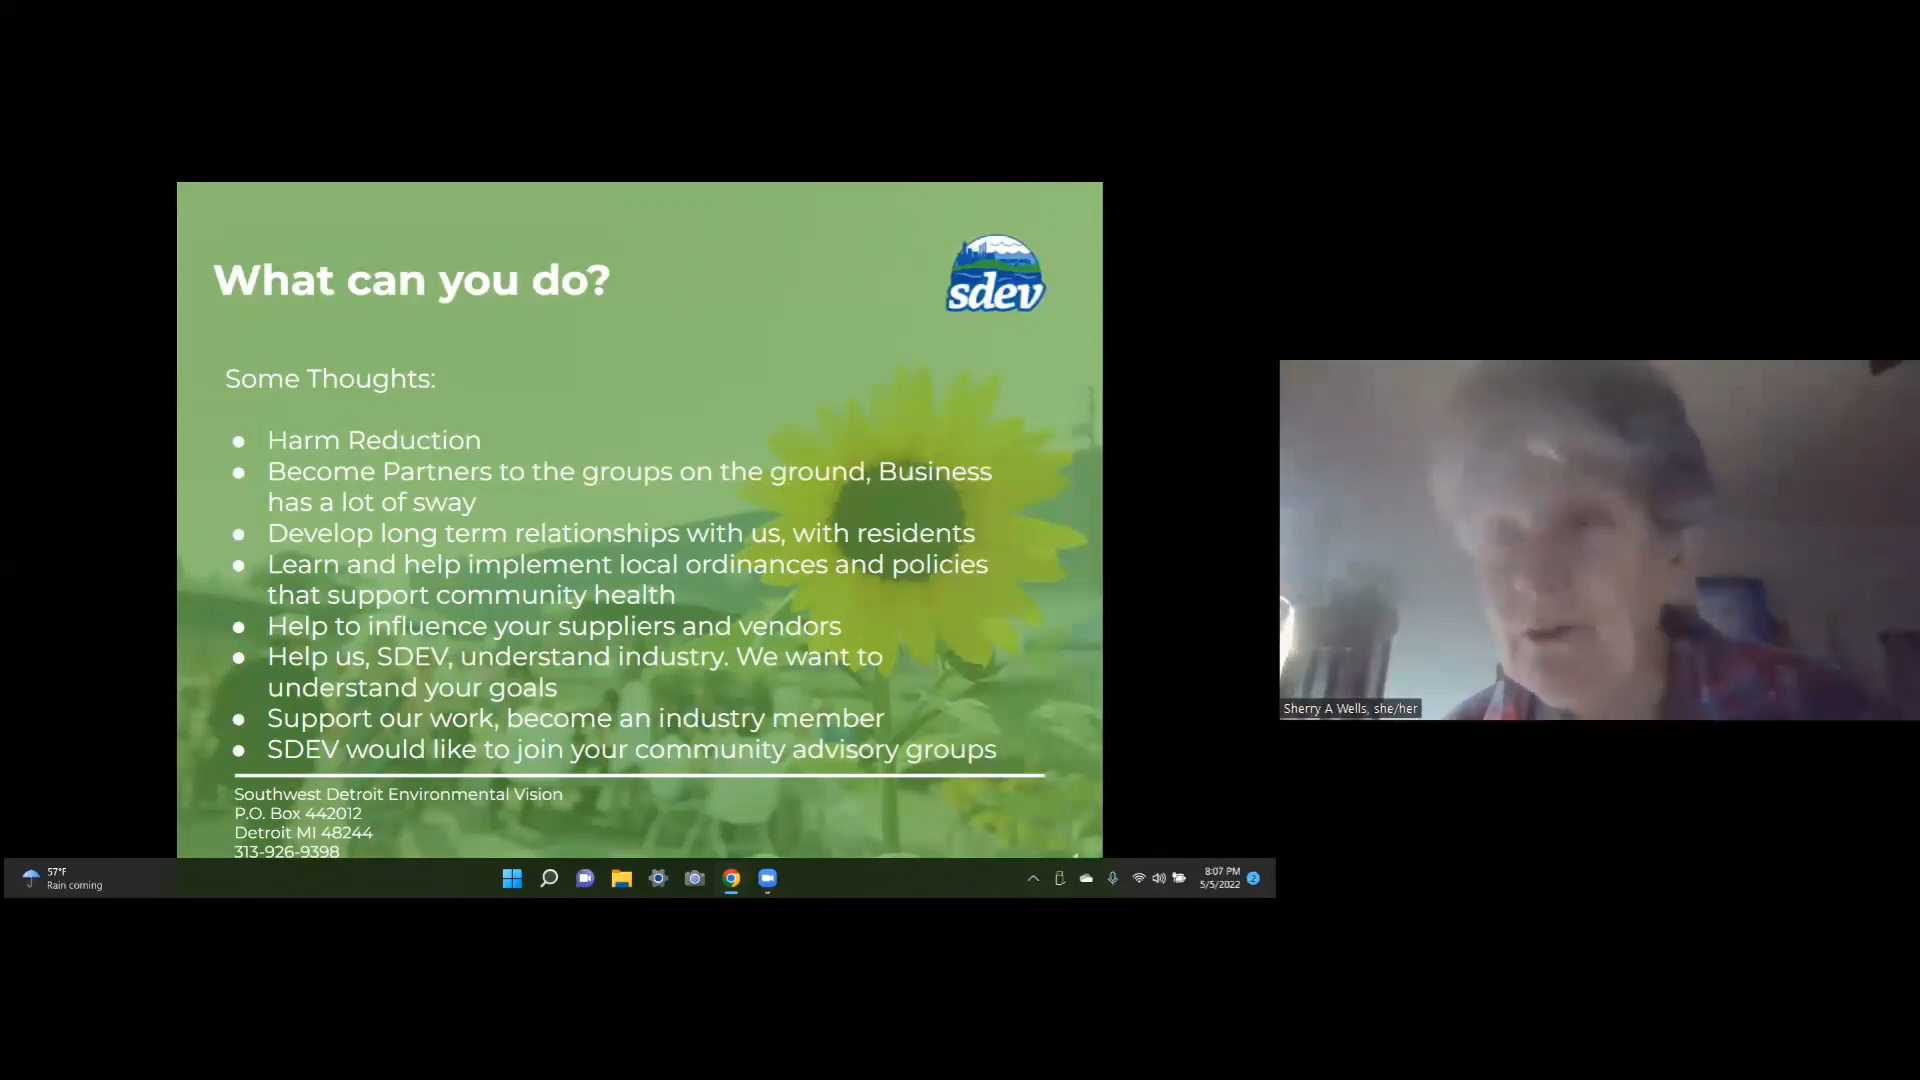 What can you do?
sdev
Some Thoughts:
● Harm Reduction
● Become Partners to the groups on the ground, Business
has a lot of sway
● Develop long term relationships with us, with residents
● Learn and help implement local ordinances and policies
that support community health
● Help to influence your suppliers and vendors
● Help us, SDEV, understand industry. We want to
understand your goals
● Support our work, become an industry member
● SDEV would like to join your community advisory groups
Southwest Detroit Environmental Vision
P.O. Box 442012
Detroit MI 48244
313-926-9398
Sherry A Wells, she/her
57°F
Rain coming
8:07 PM
5/5/2022
2